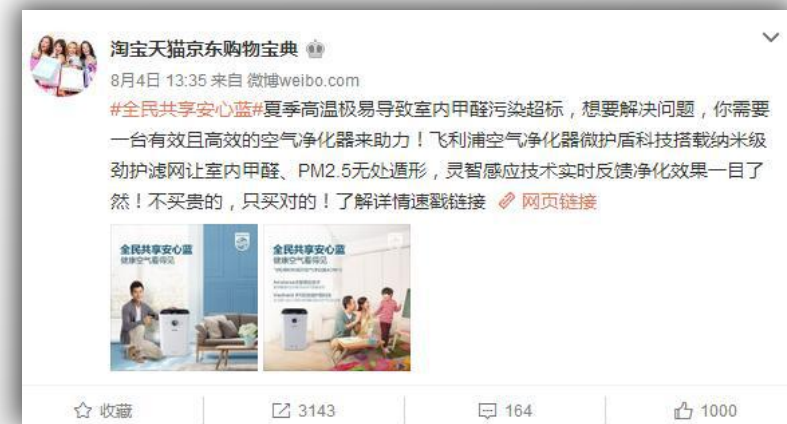 淘宝天猫京东购物宝典
8月4日 13:35 来自 微博weibo.com
#全民共享安心蓝#夏季高温极易导致室内甲醛污染超标，想要解决问题，你需要
一台有效且高效的空气净化器来助力！飞利浦空气净化器微护盾科技搭载纳米级
劲护滤网让室内甲醛、PM2.5无处遁形，灵智感应技术实时反馈净化效果一目了
然！不买贵的，只买对的！了解详情速戳链接 网页链接
全民共享安心蓝
健康空气看得见
全民共享安心蓝
健康空气看得见
收藏
3143
164
1000